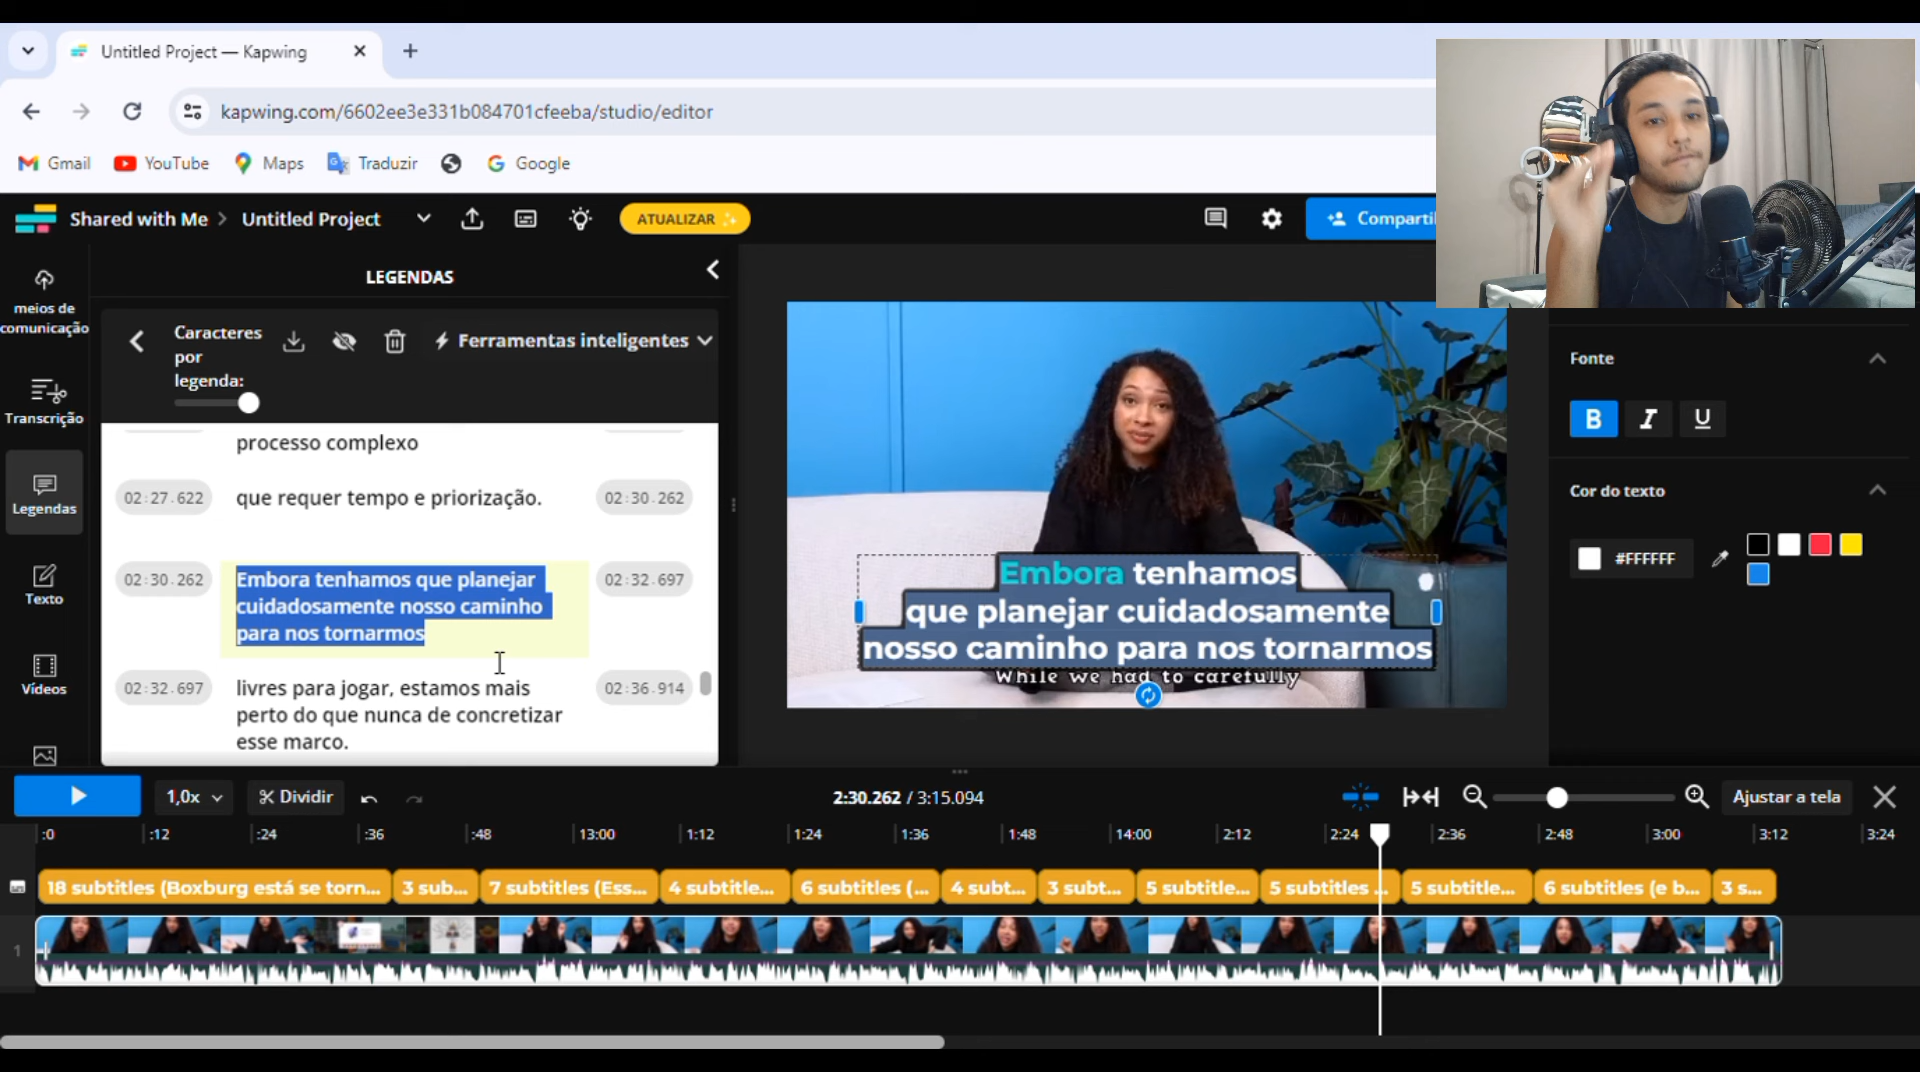 Untitled Project — Kapwing
kapwing.com/6602ee3e331b084701cfeeba/studio/editor
Gmail
YouTube
Maps
Traduzir
Google
Shared with Me > Untitled Project
ATUALIZAR
Compartil
LEGENDAS
meios de
comunicação
Transcrição
Legendas
Texto
Vídeos
Caracteres
por
legenda:
Ferramentas inteligentes
processo complexo
02:27.622 que requer tempo e priorização. 02:30.262
02:30.262 Embora tenhamos que planejar 02:32.697
cuidadosamente nosso caminho
para nos tornarmos
02:32.697 livres para jogar, estamos mais 02:36.914
perto do que nunca de concretizar
esse marco.
Embora tenhamos
que planejar cuidadosamente
nosso caminho para nos tornarmos
While we had to carefully
Fonte
B I U
Cor do texto
#FFFFFF
1,0x
Dividir
2:30.262 / 3:15.094
Ajustar a tela
:0 :12 :24 :36 :48 13:00 1:12 1:24 1:36 1:48 14:00 2:12 2:24 2:36 2:48 3:00 3:12 3:24
18 subtitles (Boxburg está se torn... 3 sub... 7 subtitles (Ess... 4 subtitle... 6 subtitles (... 4 subt... 3 subt... 5 subtitle... 5 subtitles ... 5 subtitle... 6 subtitles (e b... 3 s...
1